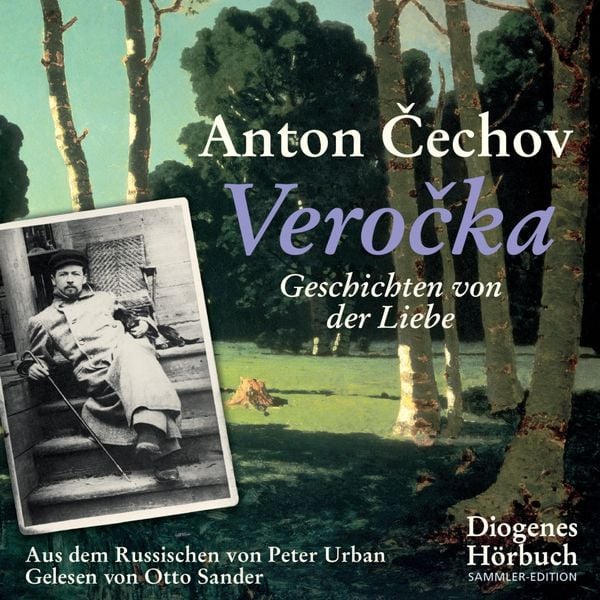 Anton Čechov
Veročka
Geschichten von
der Liebe
Aus dem Russischen von Peter Urban
Gelesen von Otto Sander
Diogenes
Hörbuch
SAMMLER-EDITION